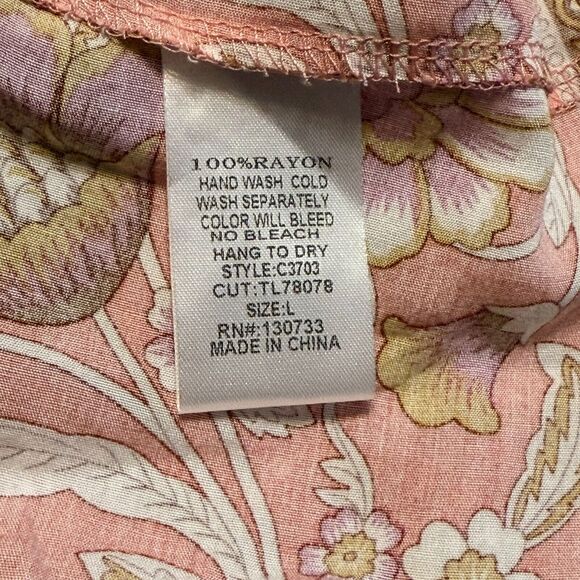 100%RAYON
HAND WASH COLD
WASH SEPARATELY
COLOR WILL BLEED
NO BLEACH
HANG TO DRY
STYLE:C3703
CUT:TL78078
SIZE:L
RN#:130733
MADE IN CHINA